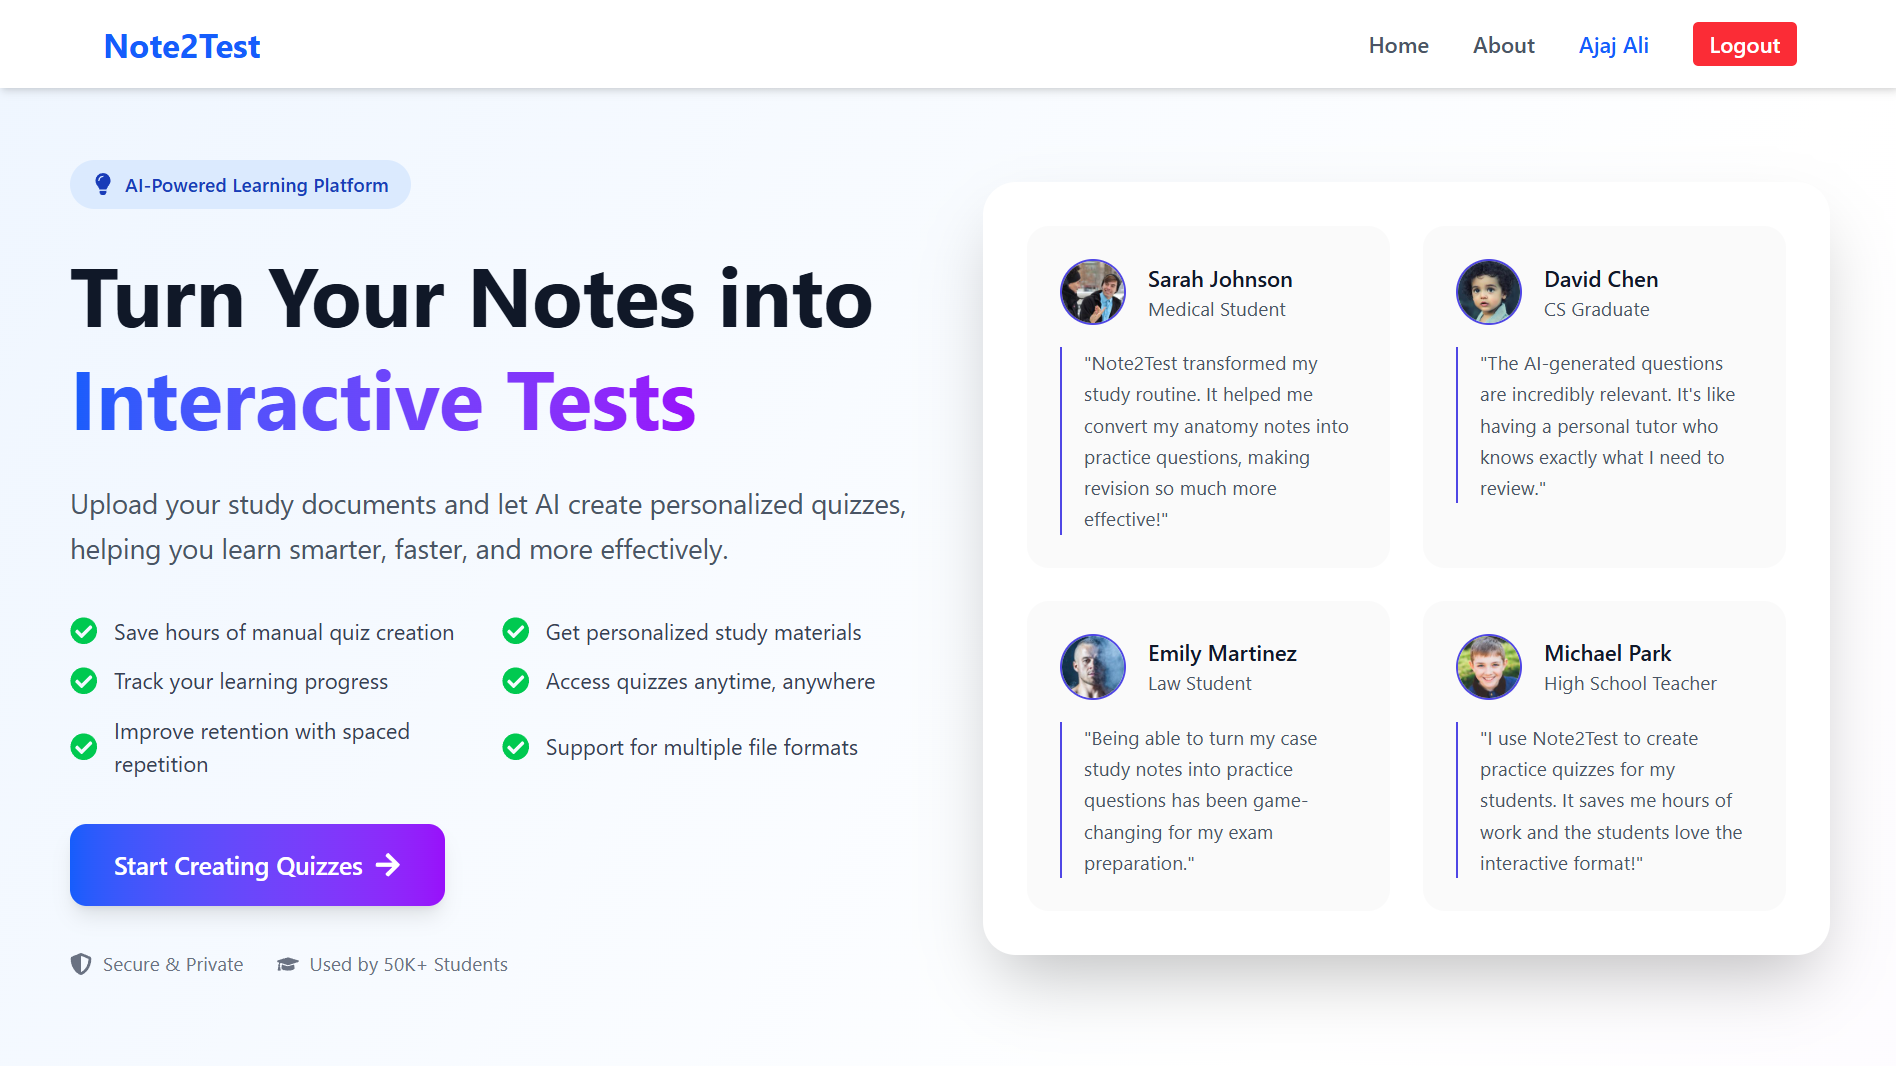 Note2Test
Home
About
Ajaj Ali
Logout
AI-Powered Learning Platform
Turn Your Notes into
Interactive Tests
Upload your study documents and let AI create personalized quizzes,
helping you learn smarter, faster, and more effectively.
Save hours of manual quiz creation
Get personalized study materials
Track your learning progress
Access quizzes anytime, anywhere
Improve retention with spaced
repetition
Support for multiple file formats
Start Creating Quizzes
Secure & Private
Used by 50K+ Students
Sarah Johnson
Medical Student
"Note2Test transformed my
study routine. It helped me
convert my anatomy notes into
practice questions, making
revision so much more
effective!"
David Chen
CS Graduate
"The AI-generated questions
are incredibly relevant. It's like
having a personal tutor who
knows exactly what I need to
review."
Emily Martinez
Law Student
"Being able to turn my case
study notes into practice
questions has been game-
changing for my exam
preparation."
Michael Park
High School Teacher
"I use Note2Test to create
practice quizzes for my
students. It saves me hours of
work and the students love the
interactive format!"